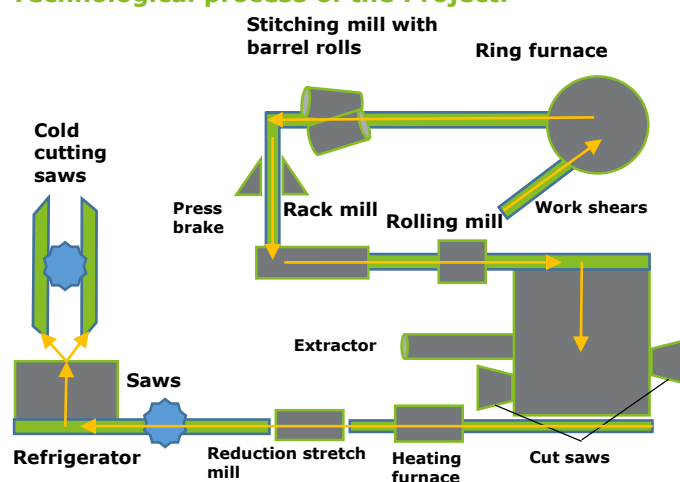 Technological process of the Project:
Stitching mill with
barrel rolls
Ring furnace
Cold
cutting
saws
Press
brake
Rack mill
Work shears
Rolling mill
Extractor
Saws
Refrigerator
Reduction stretch
mill
Heating
furnace
Cut saws